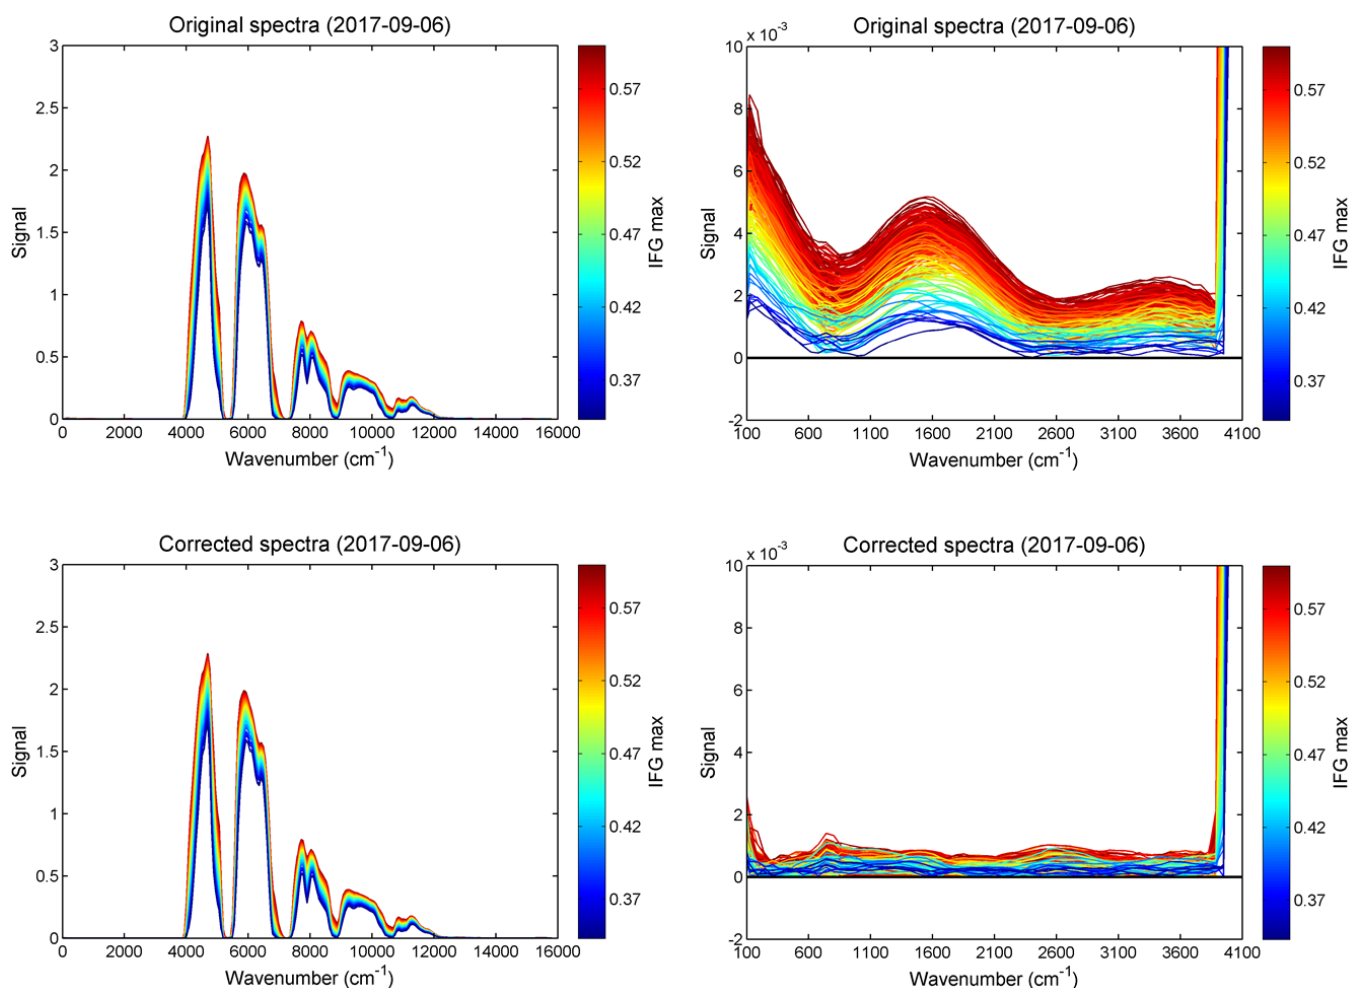 Original spectra (2017-09-06)
3
2.5
2
1.5
1
0.5
0
Signal
0 2000 4000 6000 8000 10000 12000 14000 16000
Wavenumber (cm-1)
0.57
0.52
0.47
0.42
0.37
IFG max
Original spectra (2017-09-06)
x 10-3
10
8
6
4
2
0
-2
Signal
100 600 1100 1600 2100 2600 3100 3600 4100
Wavenumber (cm-1)
0.57
0.52
0.47
0.42
0.37
IFG max
Corrected spectra (2017-09-06)
3
2.5
2
1.5
1
0.5
0
Signal
0 2000 4000 6000 8000 10000 12000 14000 16000
Wavenumber (cm-1)
0.57
0.52
0.47
0.42
0.37
IFG max
Corrected spectra (2017-09-06)
x 10-3
10
8
6
4
2
0
-2
Signal
100 600 1100 1600 2100 2600 3100 3600 4100
Wavenumber (cm-1)
0.57
0.52
0.47
0.42
0.37
IFG max